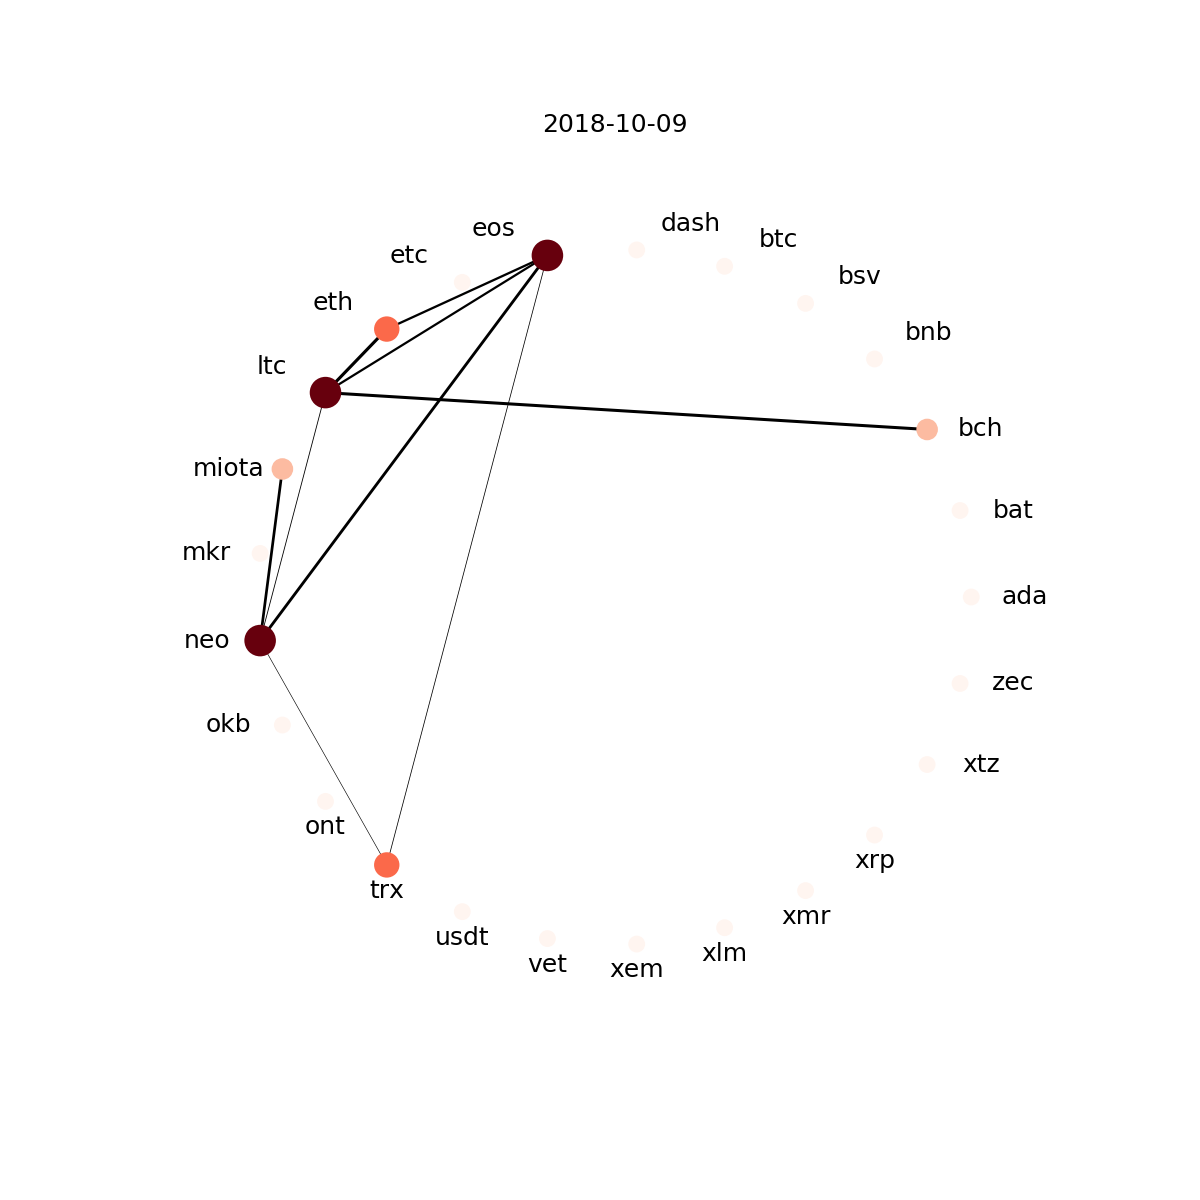 2018-10-09
dash
eos
btc
etc
bsv
eth
bnb
ltc
bch
miota
bat
mkr
ada
neo
zec
okb
xtz
ont
xrp
trx
xmr
usdt
xlm
vet
xem